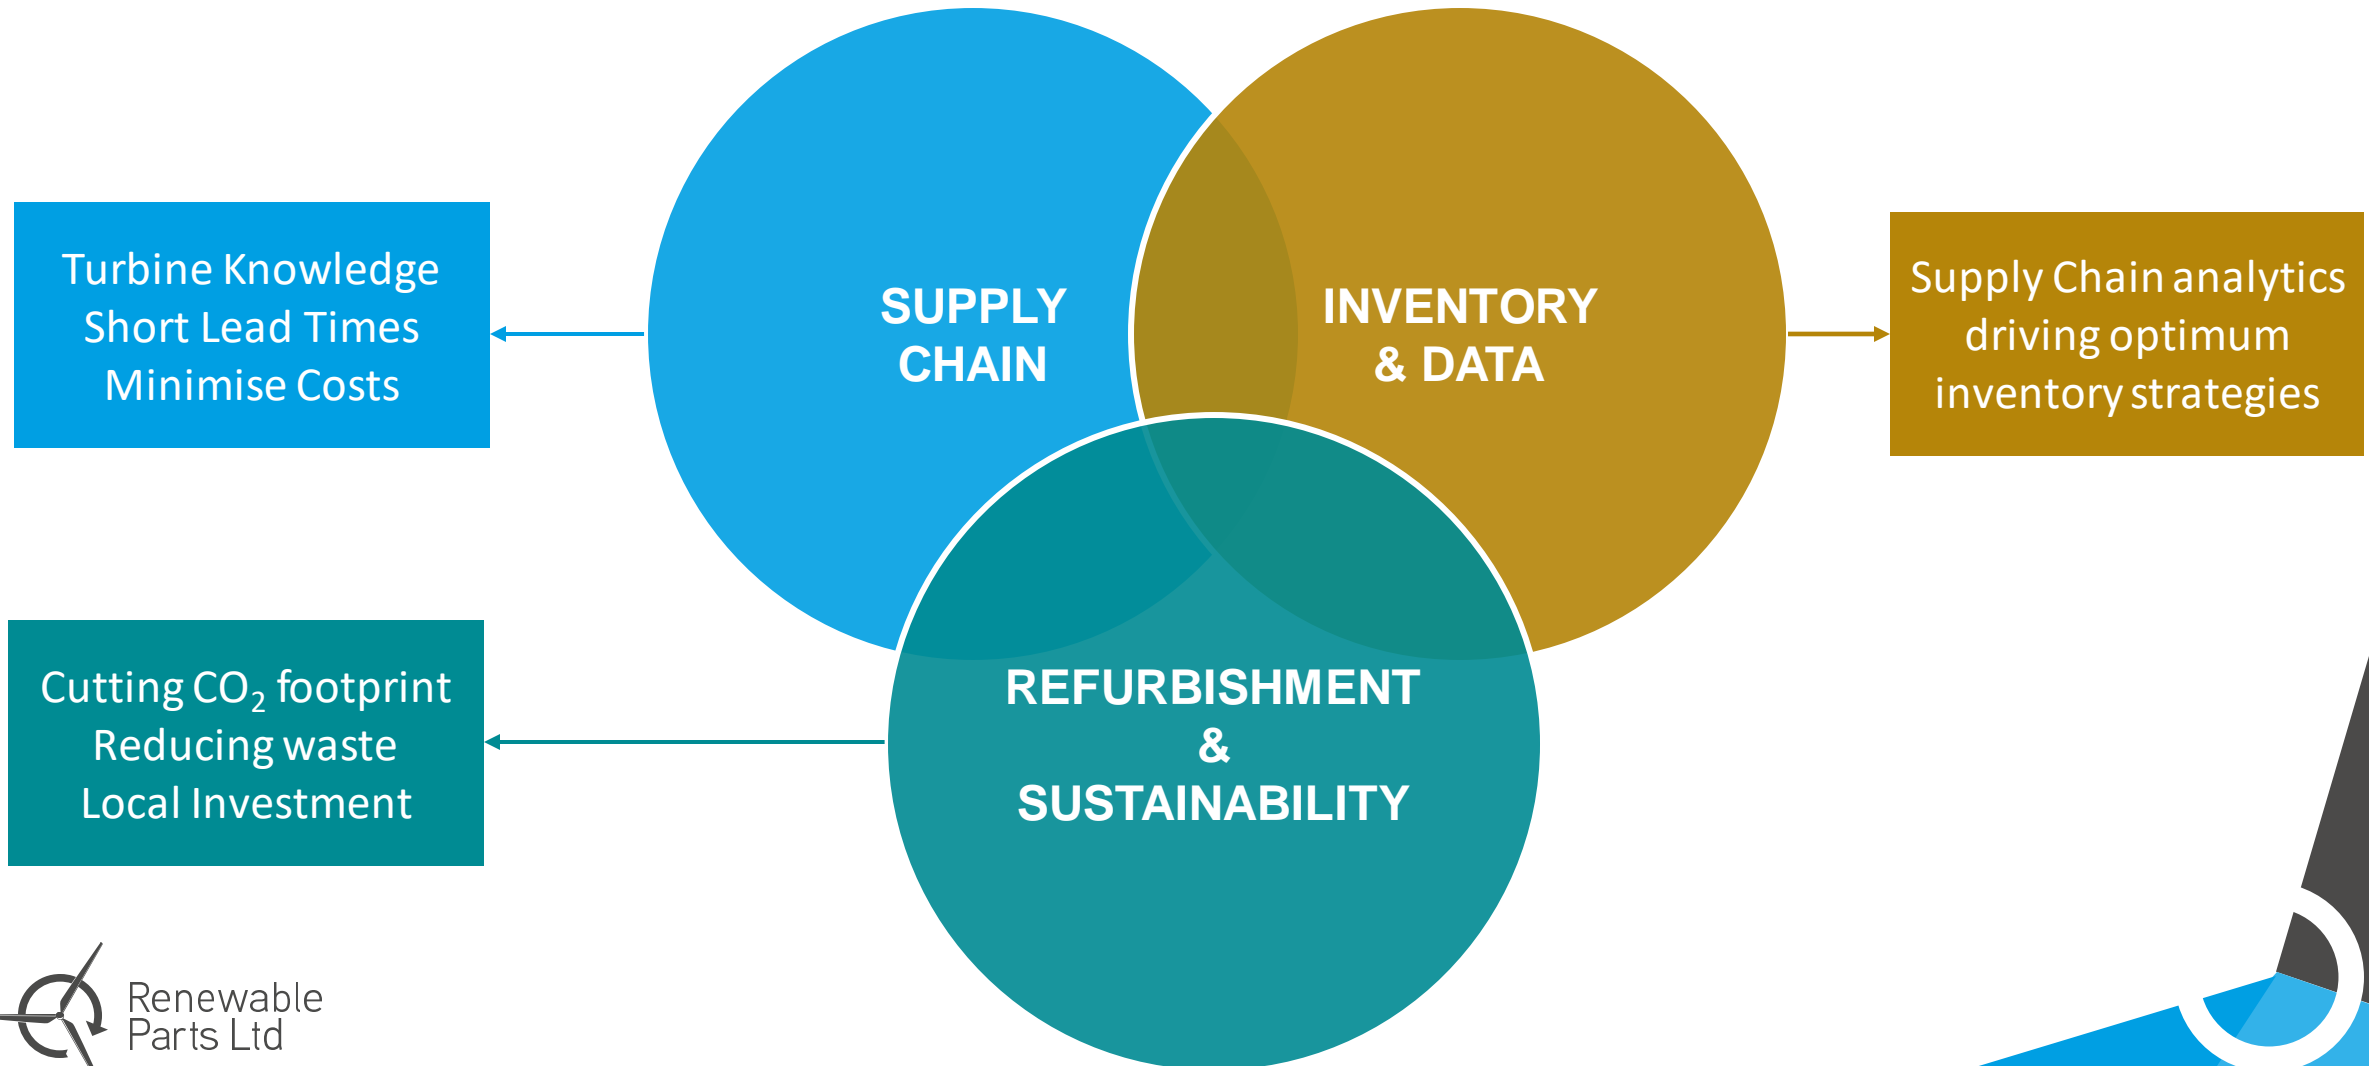 SUPPLY
CHAIN
INVENTORY
& DATA
REFURBISHMENT
&
SUSTAINABILITY
Turbine Knowledge
Short Lead Times
Minimise Costs
Supply Chain analytics
driving optimum
inventory strategies
Cutting CO₂ footprint
Reducing waste
Local Investment
Renewable
Parts Ltd